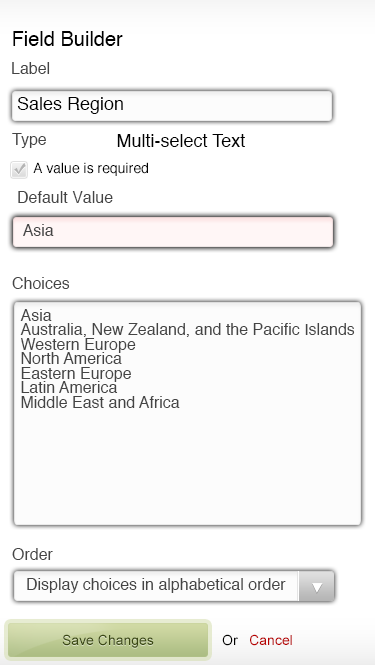 Field Builder
Label
Sales Region
Type Multi-select Text
A value is required
Default Value
Asia
Choices
Asia
Australia, New Zealand, and the Pacific Islands
Western Europe
North America
Eastern Europe
Latin America
Middle East and Africa
Order
Display choices in alphabetical order
Save Changes Or Cancel